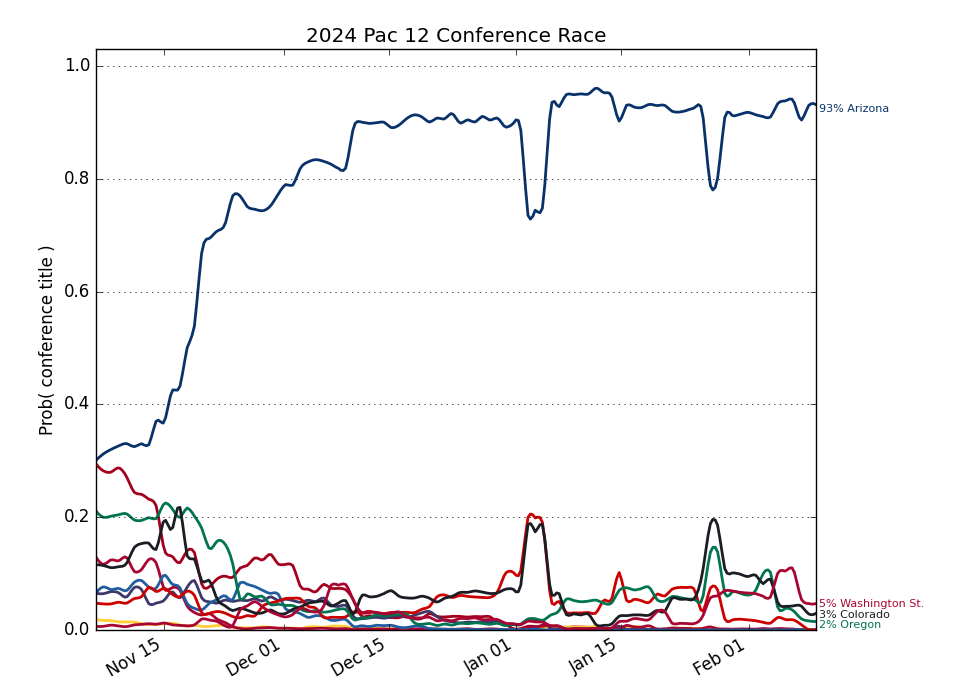 2024 Pac 12 Conference Race
Prob( conference title )
1.0
0.8
0.6
0.4
0.2
0.0
Nov 15
Dec 01
Dec 15
Jan 01
Jan 15
Feb 01
93% Arizona
5% Washington St.
3% Colorado
2% Oregon